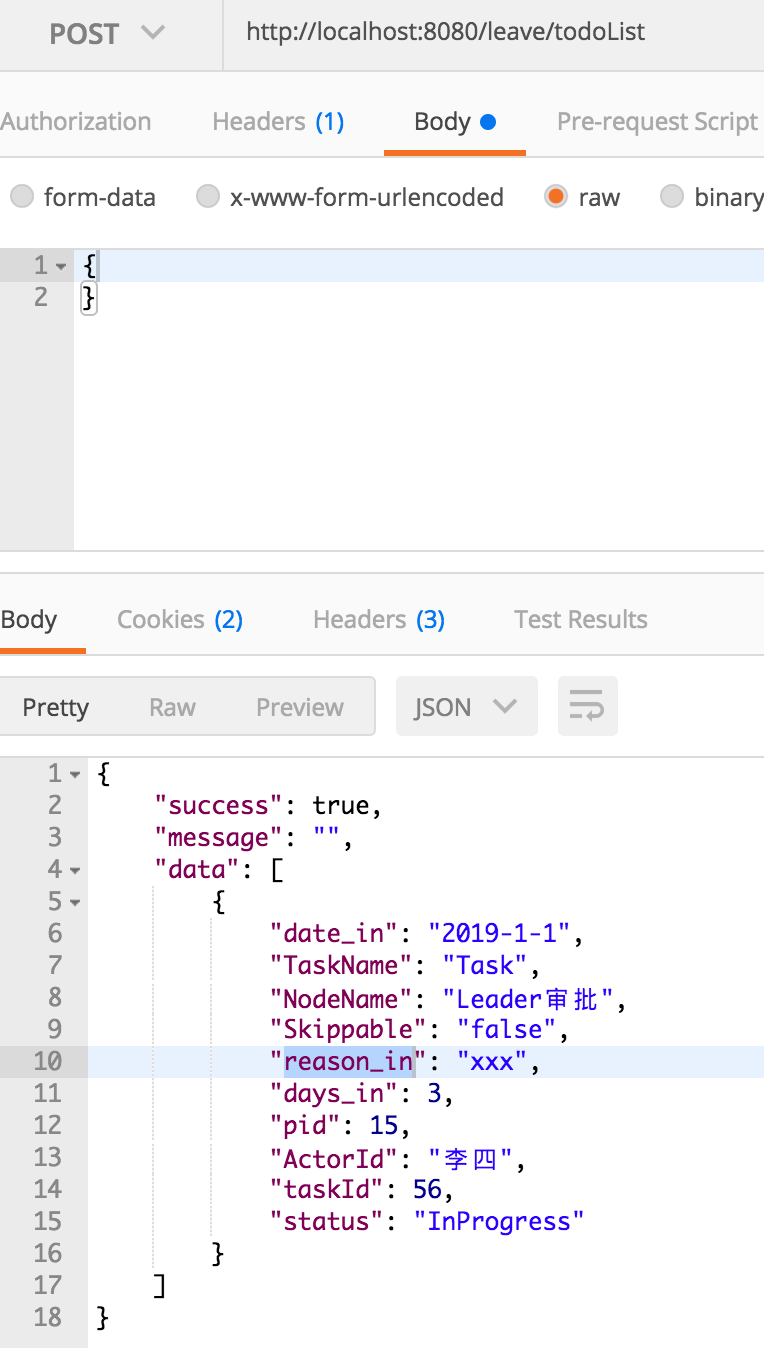 POST http://localhost:8080/leave/todoList
Authorization Headers (1) Body Pre-request Script
form-data x-www-form-urlencoded raw binary
1 {
2 }
Body Cookies (2) Headers (3) Test Results
Pretty Raw Preview JSON
1 {
2 "success": true,
3 "message": "",
4 "data": [
5 {
6 "date_in": "2019-1-1",
7 "TaskName": "Task",
8 "NodeName": "Leader审批",
9 "Skippable": "false",
10 "reason_in": "xxx",
11 "days_in": 3,
12 "pid": 15,
13 "ActorId": "李四",
14 "taskId": 56,
15 "status": "InProgress"
16 }
17 ]
18 }